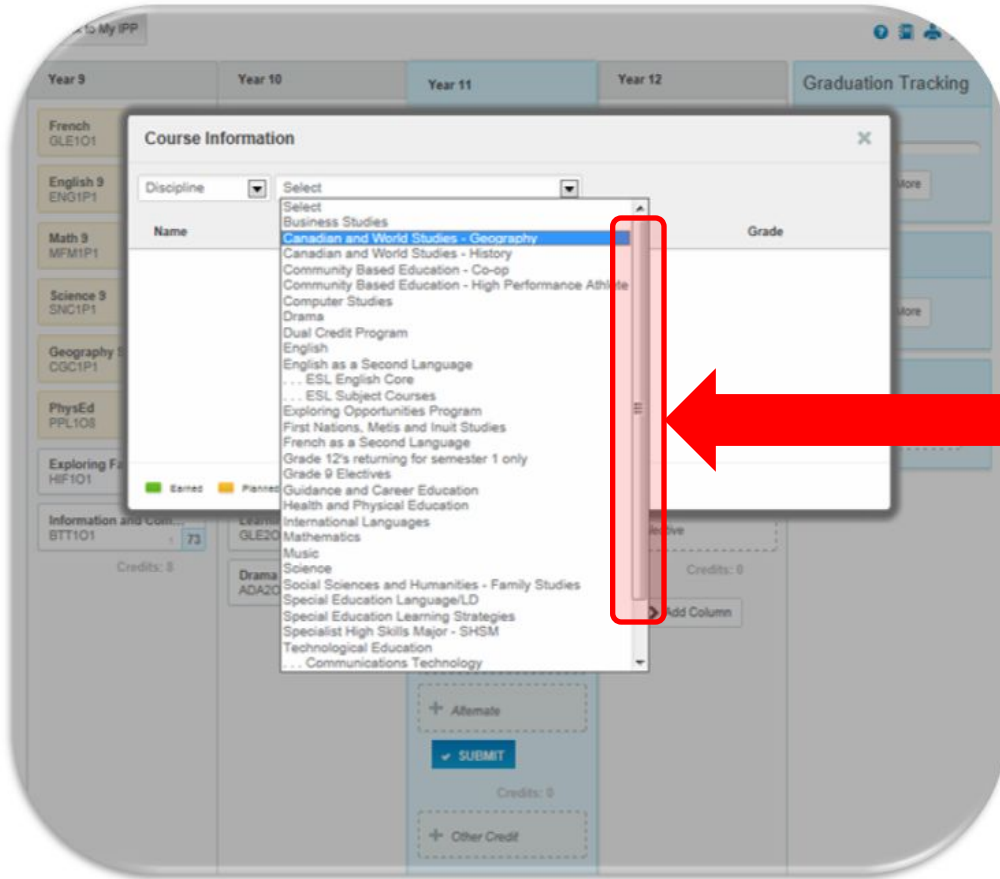 to My IPP
Year 9
Year 10
Year 11
Year 12
Graduation Tracking
French
GLE1O1
English 9
ENG1P1
Math 9
MFM1P1
Science 9
SNC1P1
Geography
CGC1P1
PhysEd
PPL1O8
Exploring Fa
HIF1O1
Information and Com...
BTT1O1
73
Credits: 8
GLE2O
Drama
ADA2O
Course Information
Discipline
Select
Name
Grade
Select
Business Studies
Canadian and World Studies - Geography
Canadian and World Studies - History
Community Based Education - Co-op
Community Based Education - High Performance Athlete
Computer Studies
Drama
Dual Credit Program
English
English as a Second Language
. . . ESL English Core
. . . ESL Subject Courses
Exploring Opportunities Program
First Nations, Metis and Inuit Studies
French as a Second Language
Grade 12's returning for semester 1 only
Grade 9 Electives
Guidance and Career Education
Health and Physical Education
International Languages
Mathematics
Music
Science
Social Sciences and Humanities - Family Studies
Special Education Language/LD
Special Education Learning Strategies
Specialist High Skills Major - SHSM
Technological Education
. . . Communications Technology
Earned
Planned
+ Alternate
SUBMIT
Credits: 0
+ Other Credit
Credits: 0
Add Column
More
More